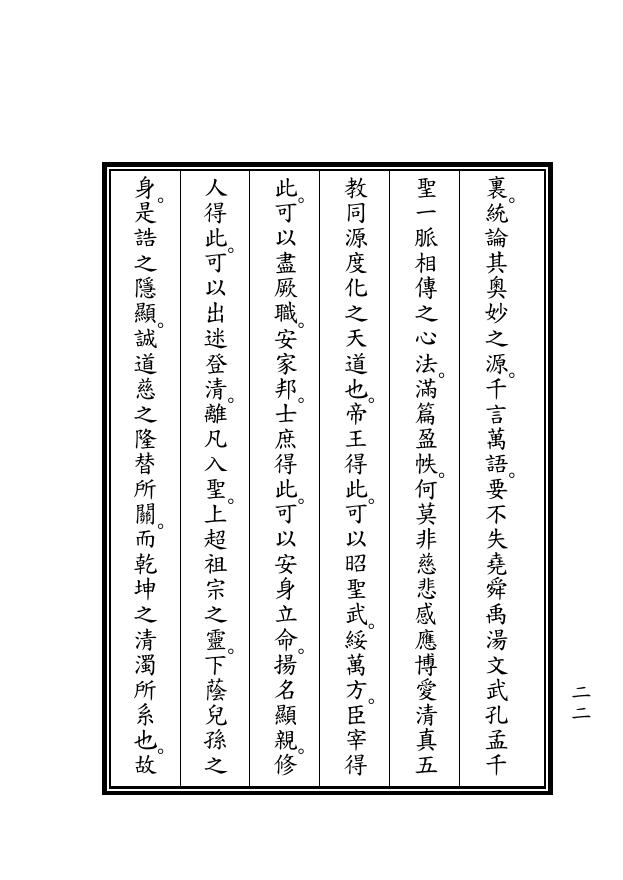 裏。統論其奧妙之源。千言萬語。要不失堯舜禹湯文武孔孟千
聖一脈相傳之心法。滿篇盈帙。何莫非慈悲感應博愛清真五
教同源度化之天道也。帝王得此。可以昭聖武。綏萬方。臣宰得
此。可以盡厥職。安家邦。士庶得此。可以安身立命。揚名顯親。修
人得此。可以出迷登清。離凡入聖。上超祖宗之靈。下蔭兒孫之
身。是誥之隱顯。誠道慈之隆替所關。而乾坤之清濁所系也。故
二二